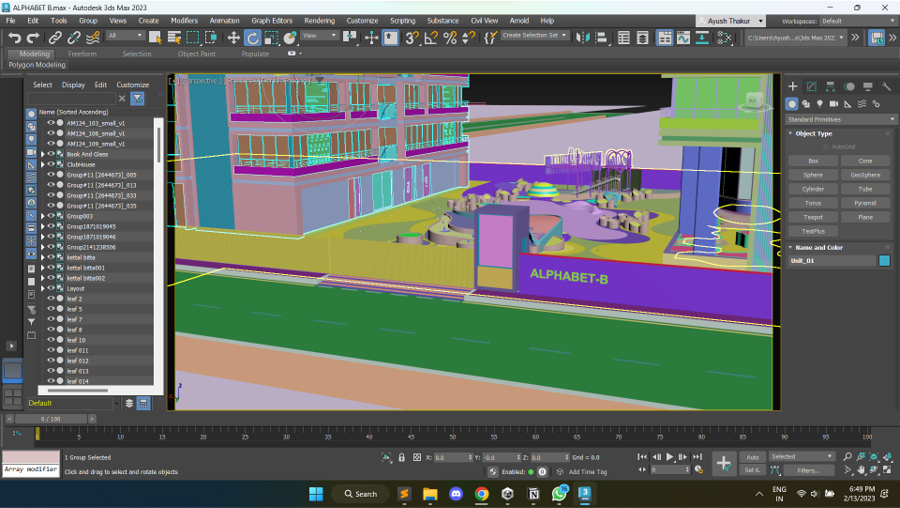 ALPHABET B.max - Autodesk 3ds Max 2023
File Edit Tools Group Views Create Modifiers Animation Graph Editors Rendering Customize Scripting Substance Civil View Arnold Help
Ayush Thakur Workspaces: Default
All View Create Selection Set C:\Users\Ayush...\3ds Max 202
Modeling Freeform Selection Object Paint Populate
Polygon Modeling
Select Display Edit Customize
Name (Sorted Ascending)
AM124_103_small_v1
AM124_106_small_v1
AM124_109_small_v1
Book And Glass
ClubHouse
Group#11 [2644673]_005
Group#11 [2644673]_013
Group#11 [2644673]_033
Group#11 [2644673]_035
Group003
Group1871819045
Group1871819046
Group2141238506
kettal bitta
kettal bitta001
kettal bitta002
Layout
leaf 2
leaf 5
leaf 7
leaf 8
leaf 10
leaf 011
leaf 012
leaf 013
leaf 014
Default
ALPHABET-B
Standard Primitives
Object Type
AutoGrid
Box Cone
Sphere GeoSphere
Cylinder Tube
Torus Pyramid
Teapot Plane
TextPlus
Name and Color
Unit_01
0 / 100
0 5 10 15 20 25 30 35 40 45 50 55 60 65 70 75 80 85 90 95 100
1 Group Selected
Array modifier
Click and drag to select and rotate objects
X: 0.0 Y: -0.0 Z: 0.0 Grid = 0.0
Enabled: Add Time Tag
0
Auto Selected
Set K. Filters...
Search
16
ENG
IN
6:49 PM
2/13/2023